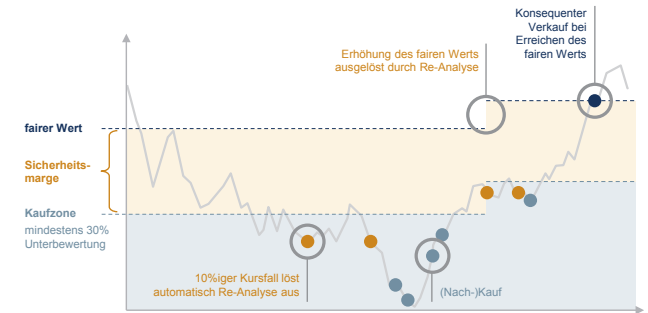 Konsequenter
Verkauf bei
Erreichen des
fairen Werts
Erhöhung des fairen Werts
ausgelöst durch Re-Analyse
fairer Wert
Sicherheits-
marge
Kaufzone
mindestens 30%
Unterbewertung
10%iger Kursfall löst
automatisch Re-Analyse aus
(Nach-)Kauf